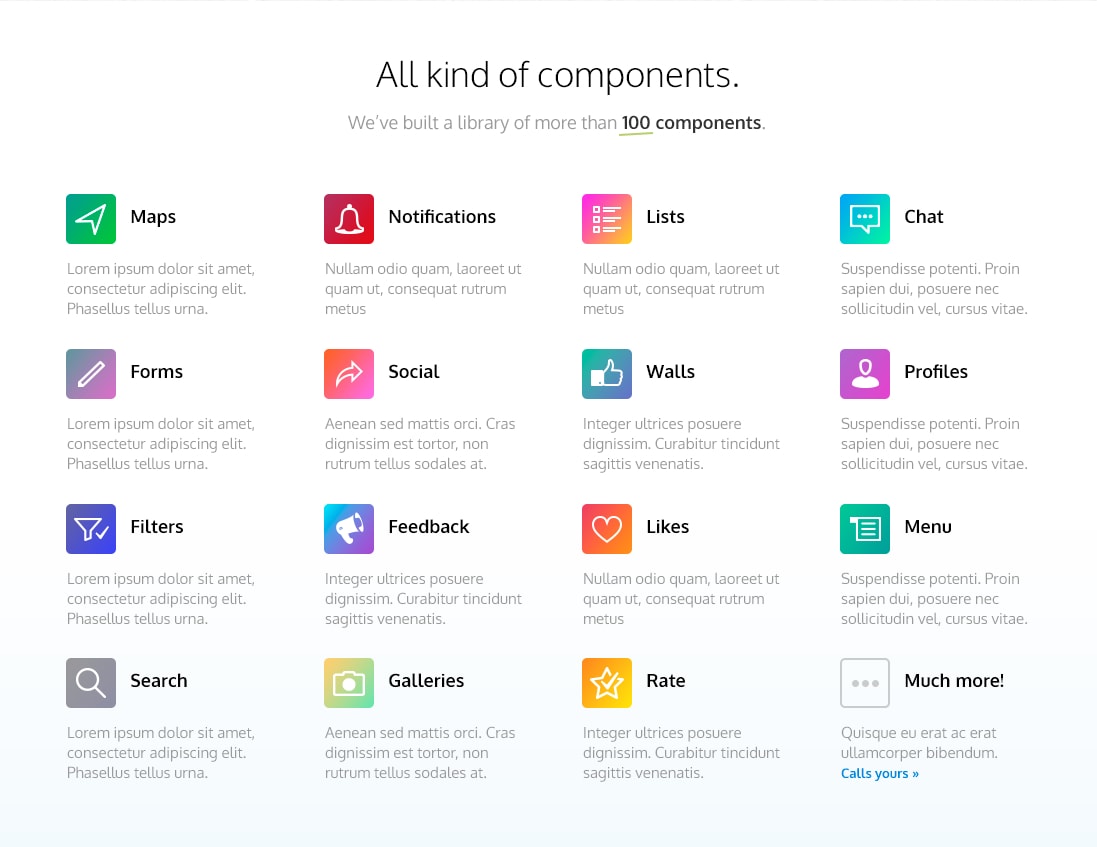 All kind of components.
We've built a library of more than 100 components.
Maps
Lorem ipsum dolor sit amet,
consectetur adipiscing elit.
Phasellus tellus urna.
Notifications
Nullam odio quam, laoreet ut
quam ut, consequat rutrum
metus
Lists
Nullam odio quam, laoreet ut
quam ut, consequat rutrum
metus
Chat
Suspendisse potenti. Proin
sapien dui, posuere nec
sollicitudin vel, cursus vitae.
Forms
Lorem ipsum dolor sit amet,
consectetur adipiscing elit.
Phasellus tellus urna.
Social
Aenean sed mattis orci. Cras
dignissim est tortor, non
rutrum tellus sodales at.
Walls
Integer ultrices posuere
dignissim. Curabitur tincidunt
sagittis venenatis.
Profiles
Suspendisse potenti. Proin
sapien dui, posuere nec
sollicitudin vel, cursus vitae.
Filters
Lorem ipsum dolor sit amet,
consectetur adipiscing elit.
Phasellus tellus urna.
Feedback
Integer ultrices posuere
dignissim. Curabitur tincidunt
sagittis venenatis.
Likes
Nullam odio quam, laoreet ut
quam ut, consequat rutrum
metus
Menu
Suspendisse potenti. Proin
sapien dui, posuere nec
sollicitudin vel, cursus vitae.
Search
Lorem ipsum dolor sit amet,
consectetur adipiscing elit.
Phasellus tellus urna.
Galleries
Aenean sed mattis orci. Cras
dignissim est tortor, non
rutrum tellus sodales at.
Rate
Integer ultrices posuere
dignissim. Curabitur tincidunt
sagittis venenatis.
Much more!
Quisque eu erat ac erat
ullamcorper bibendum.
Calls yours »